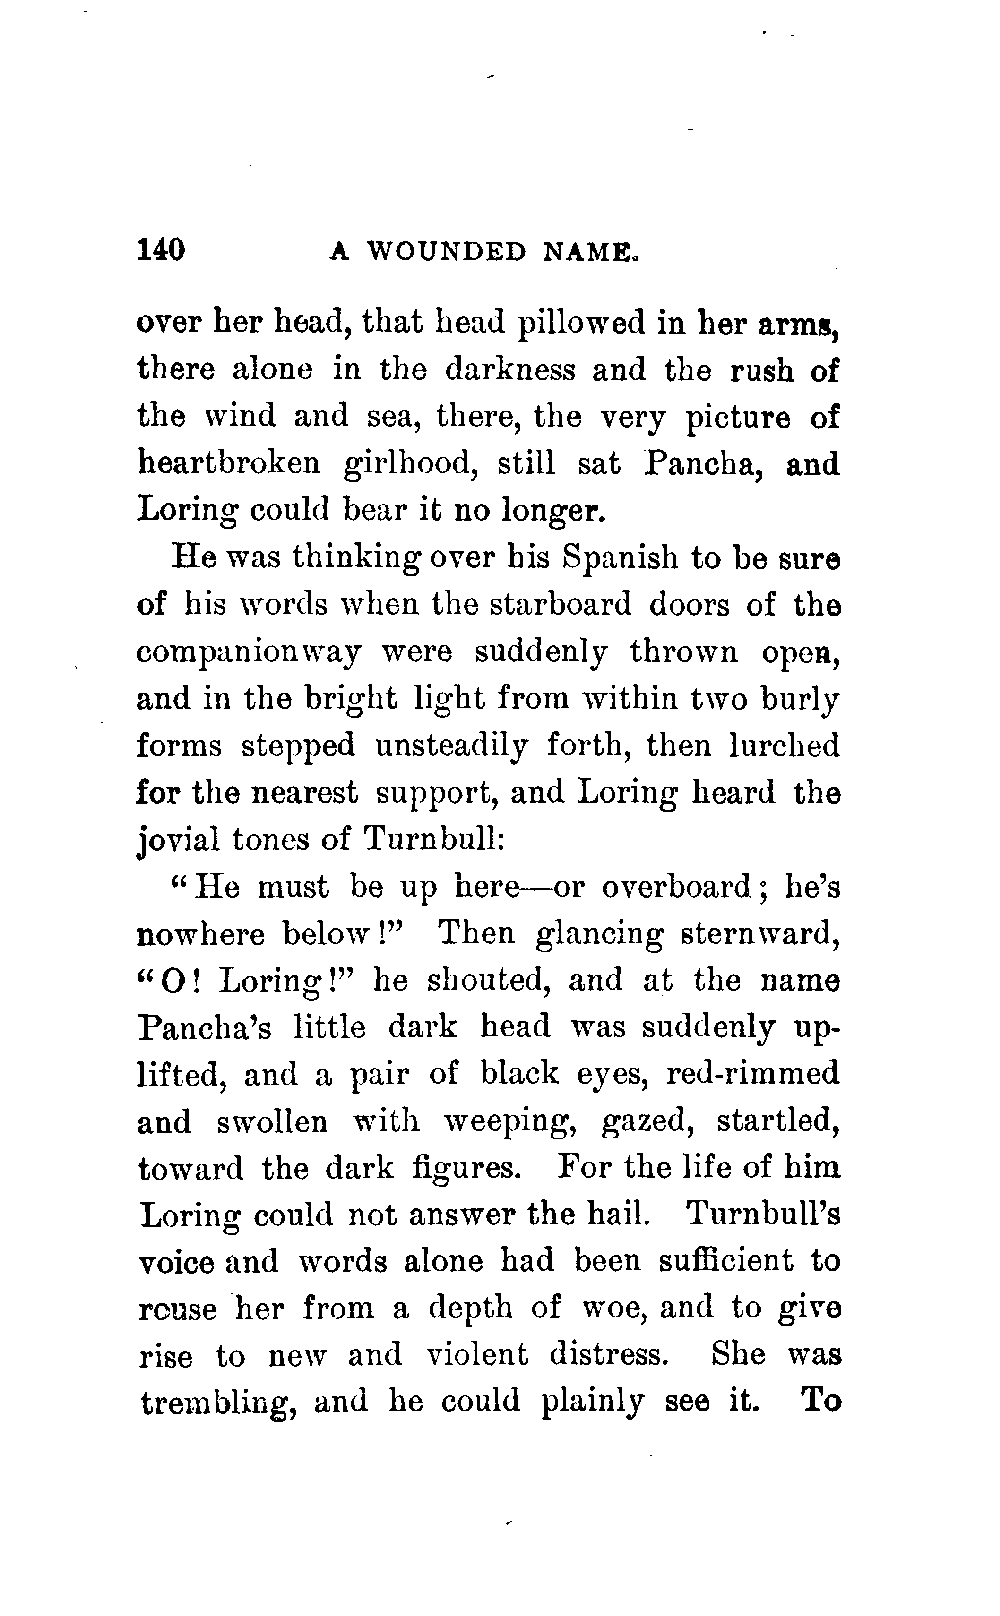 140 A WOUNDED NAME.
over her head, that head pillowed in her arms,
there alone in the darkness and the rush of
the wind and sea, there, the very picture of
heartbroken girlhood, still sat Pancha, and
Loring could bear it no longer.
He was thinking over his Spanish to be sure
of his words when the starboard doors of the
companionway were suddenly thrown open,
and in the bright light from within two burly
forms stepped unsteadily forth, then lurched
for the nearest support, and Loring heard the
jovial tones of Turnbull:
“He must be up here—or overboard; he’s
nowhere below!” Then glancing sternward,
“O! Loring!” he shouted, and at the name
Pancha’s little dark head was suddenly up-
lifted, and a pair of black eyes, red-rimmed
and swollen with weeping, gazed, startled,
toward the dark figures. For the life of him
Loring could not answer the hail. Turnbull’s
voice and words alone had been sufficient to
rouse her from a depth of woe, and to give
rise to new and violent distress. She was
trembling, and he could plainly see it. To